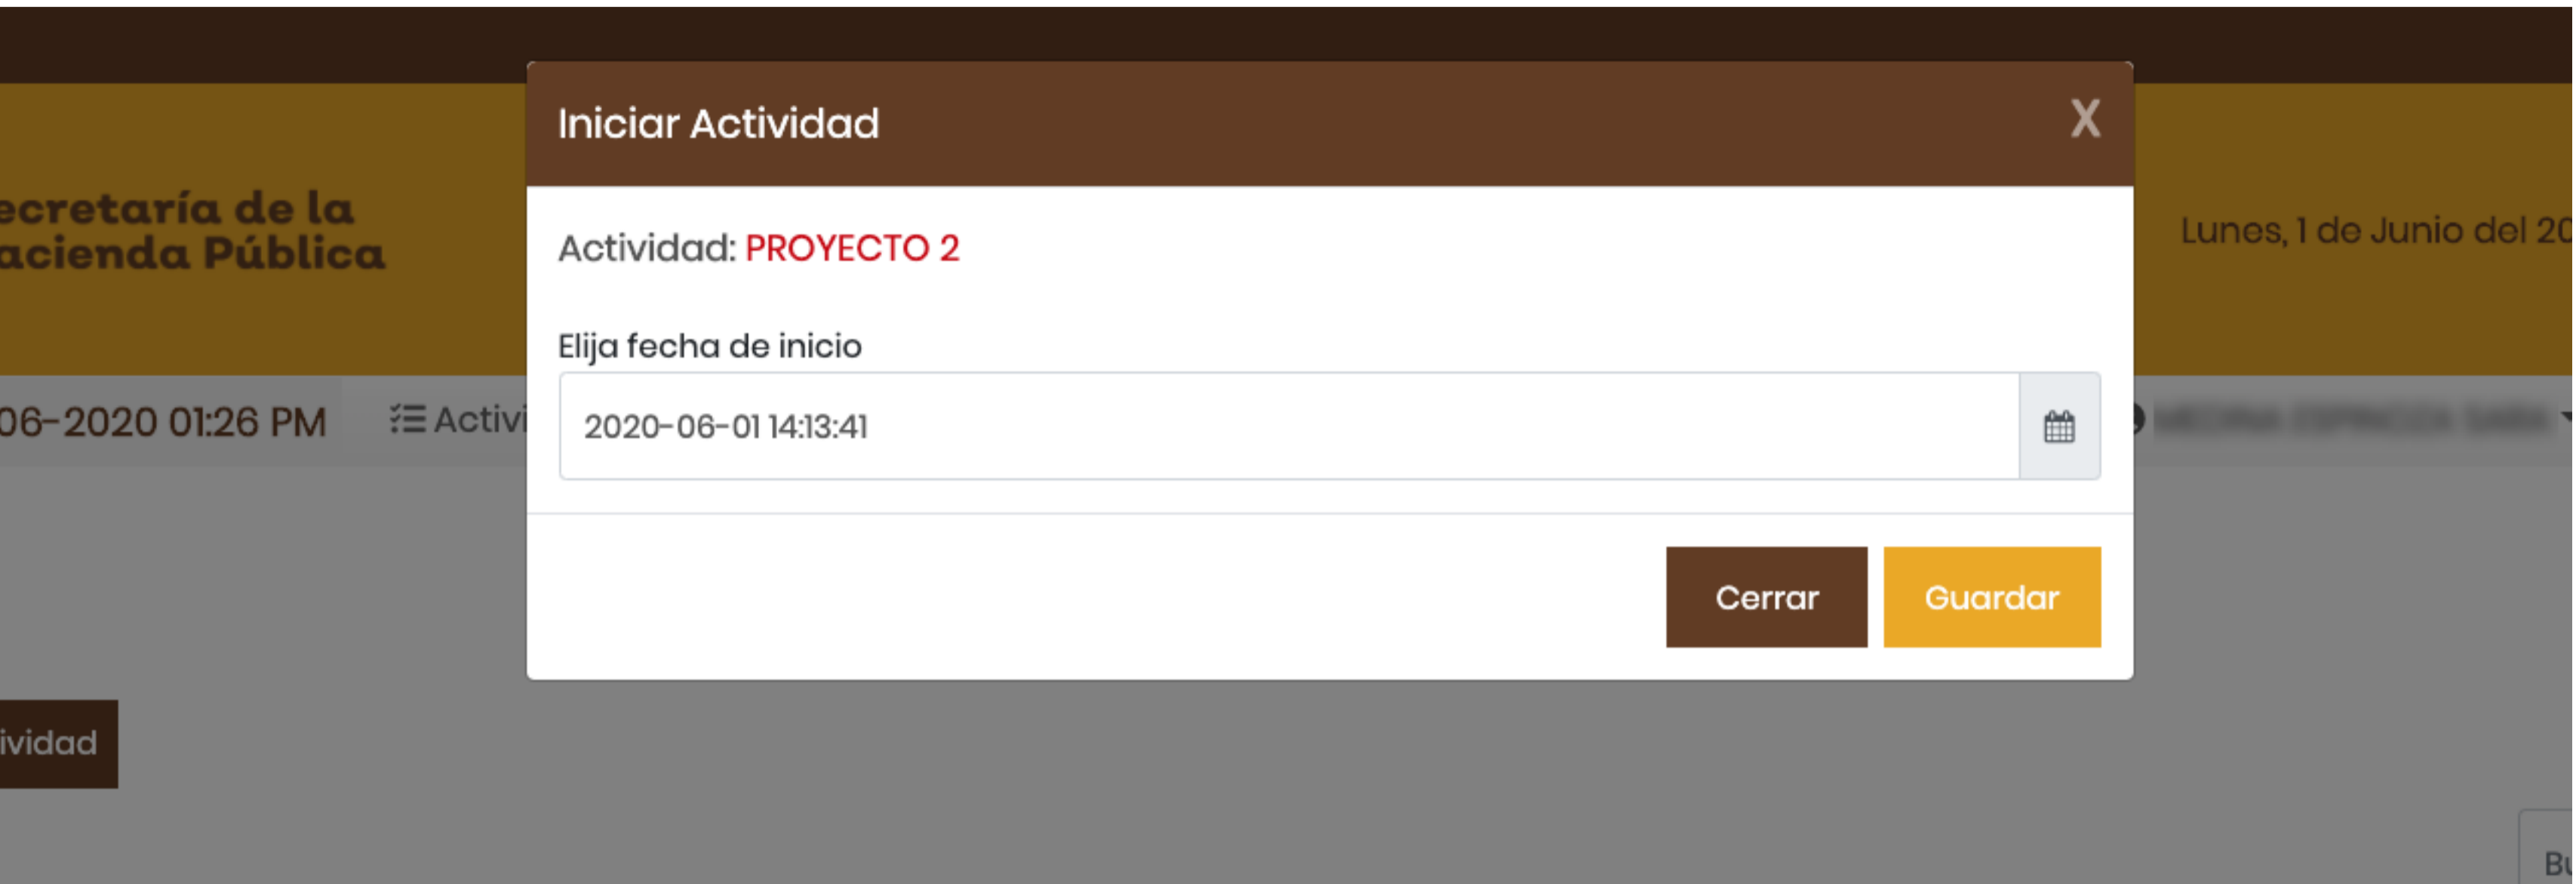 Iniciar Actividad X
ecretaría de la
acienda Pública
Lunes, 1 de Junio del 20
Actividad: PROYECTO 2
Elija fecha de inicio
06-2020 01:26 PM Activi
2020-06-01 14:13:41
Cerrar Guardar
ividad
Bu